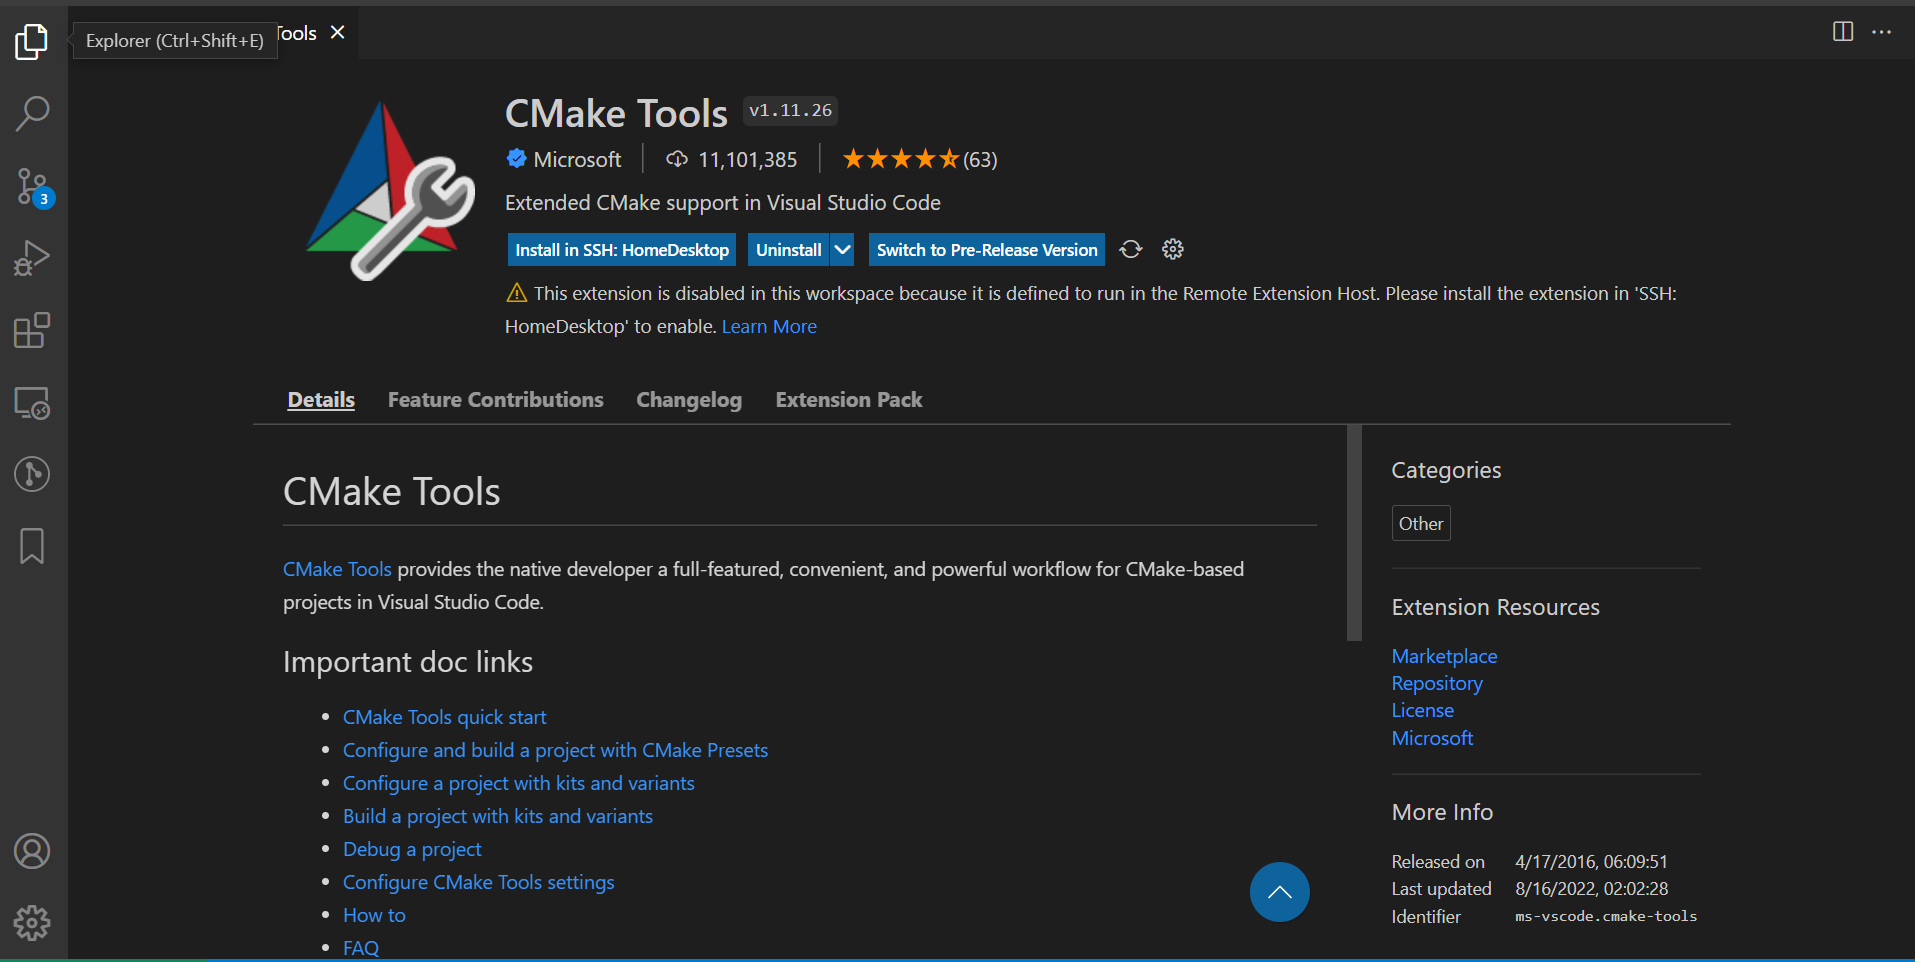 Explorer (Ctrl+Shift+E)
Tools
CMake Tools v1.11.26
Microsoft 11,101,385 (63)
Extended CMake support in Visual Studio Code
Install in SSH: HomeDesktop Uninstall Switch to Pre-Release Version
This extension is disabled in this workspace because it is defined to run in the Remote Extension Host. Please install the extension in 'SSH:
HomeDesktop' to enable. Learn More
Details Feature Contributions Changelog Extension Pack
CMake Tools
CMake Tools provides the native developer a full-featured, convenient, and powerful workflow for CMake-based
projects in Visual Studio Code.
Important doc links
• CMake Tools quick start
• Configure and build a project with CMake Presets
• Configure a project with kits and variants
• Build a project with kits and variants
• Debug a project
• Configure CMake Tools settings
• How to
• FAQ
Categories
Other
Extension Resources
Marketplace
Repository
License
Microsoft
More Info
Released on 4/17/2016, 06:09:51
Last updated 8/16/2022, 02:02:28
Identifier ms-vscode.cmake-tools
3